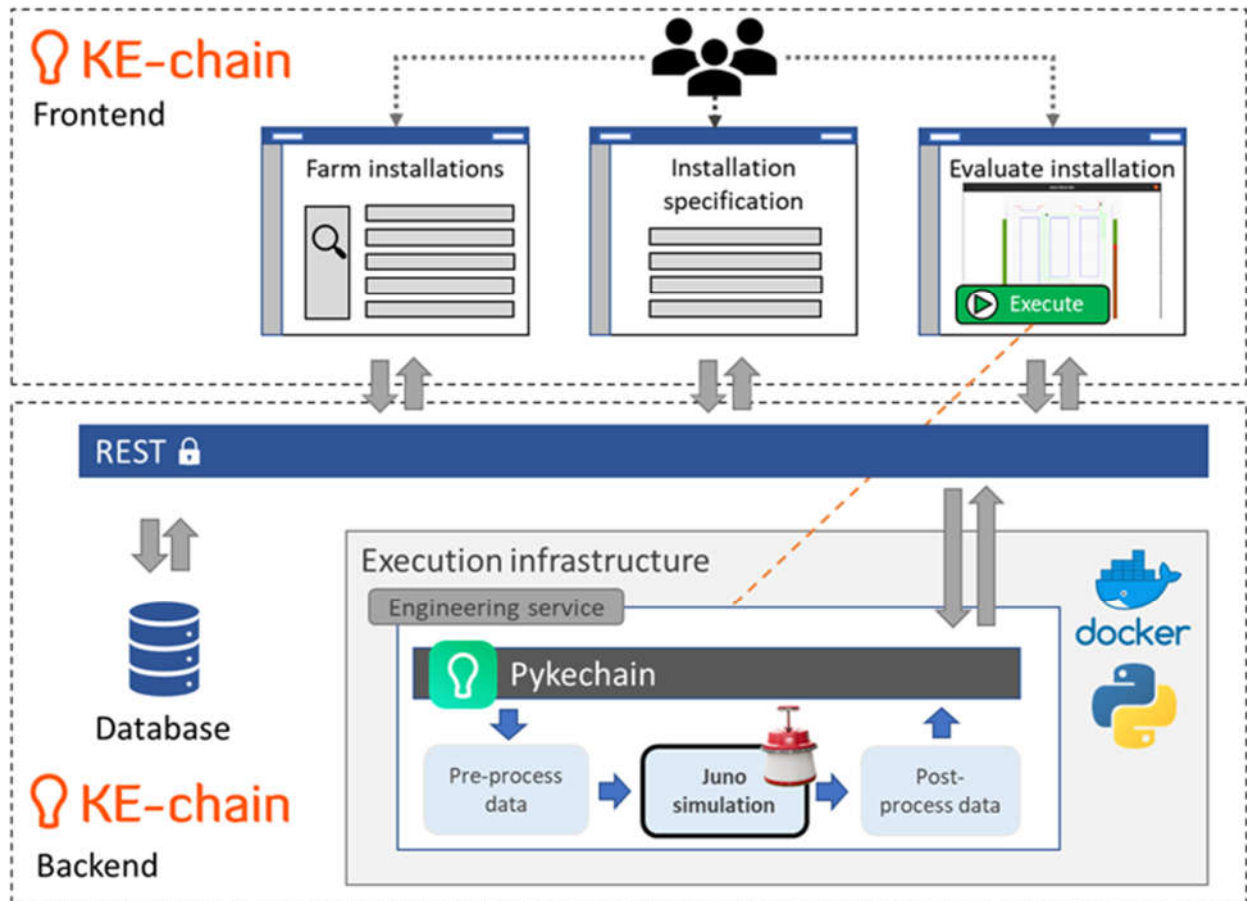 KE-chain
Frontend
Farm installations
Installation
specification
Evaluate installation
Execute
REST
Execution infrastructure
Engineering service
docker
Pykechain
Database
Pre-process
data
Juno
simulation
Post-
process data
KE-chain
Backend